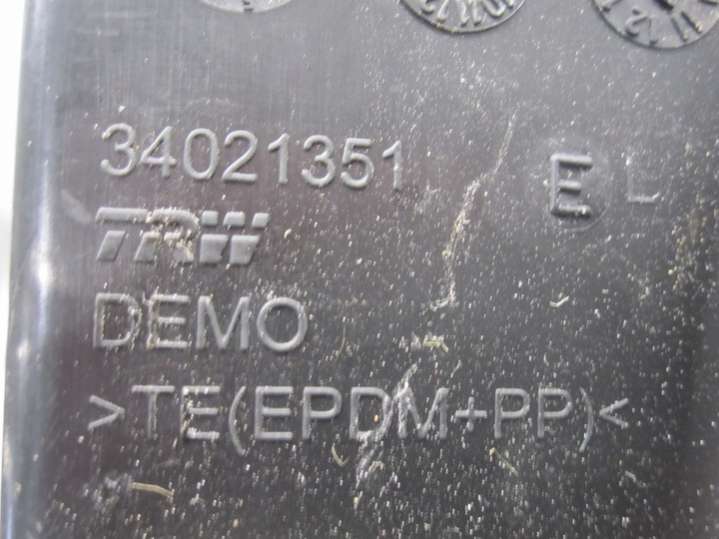 34021351 E L
TRW
DEMO
>TE(EPDM+PP)<